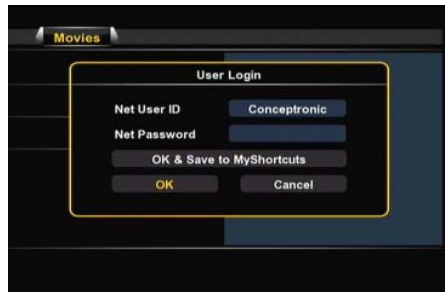 Movies
User Login
Net User ID Conceptronic
Net Password
OK & Save to MyShortcuts
OK Cancel